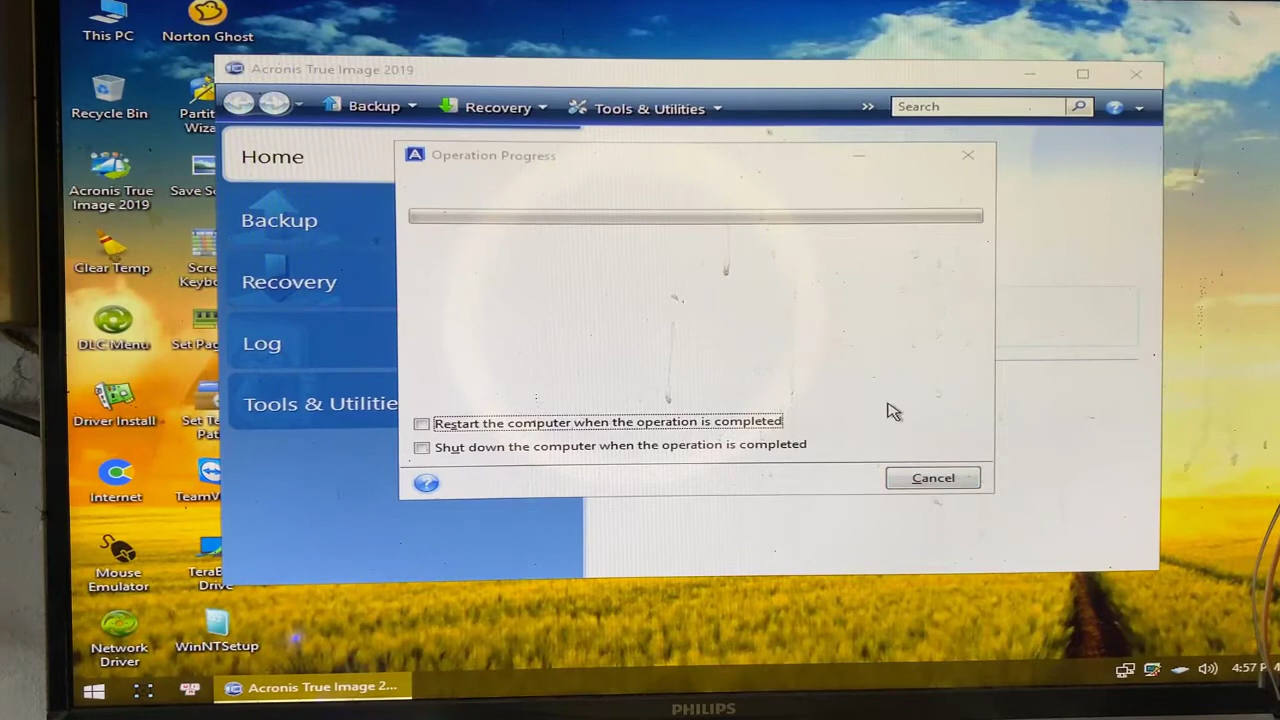 This PC
Norton Ghost
Recycle Bin
Acronis True
Image 2019
Clear Temp
DLC Menu
Driver Install
Internet
Mouse
Emulator
Network
Driver
WinNTSetup
Acronis True Image 2019
Backup
Recovery
Tools & Utilities
Search
Home
Backup
Recovery
Log
Tools & Utilitie
Operation Progress
Restart the computer when the operation is completed
Shut down the computer when the operation is completed
Cancel
Acronis True Image 2...
4:57
PHILIPS